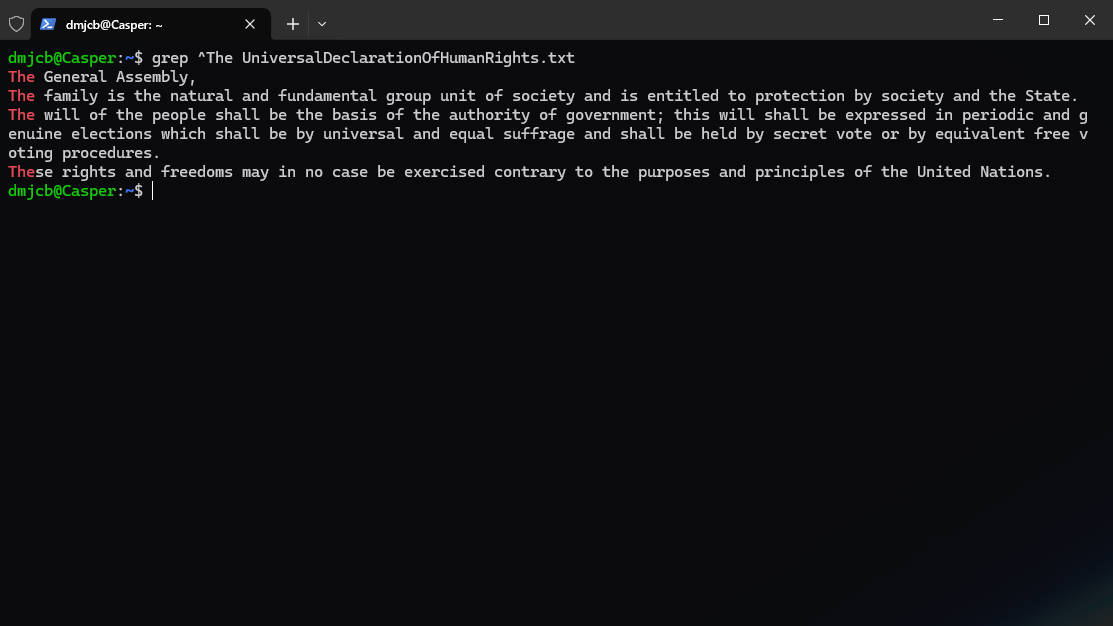 dmjcb@Casper: ~
dmjcb@Casper:~$ grep ^The UniversalDeclarationOfHumanRights.txt
The General Assembly,
The family is the natural and fundamental group unit of society and is entitled to protection by society and the State.
The will of the people shall be the basis of the authority of government; this will shall be expressed in periodic and g
enuine elections which shall be by universal and equal suffrage and shall be held by secret vote or by equivalent free v
oting procedures.
These rights and freedoms may in no case be exercised contrary to the purposes and principles of the United Nations.
dmjcb@Casper:~$